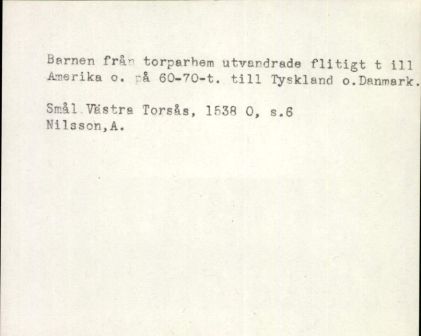 Barnen från torparhem utvandrade flitigt t ill
Amerika o. på 60-70-t. till Tyskland o.Danmark.
Smål.Västra Torsås, 1538 O, s.6
Nilsson,A.